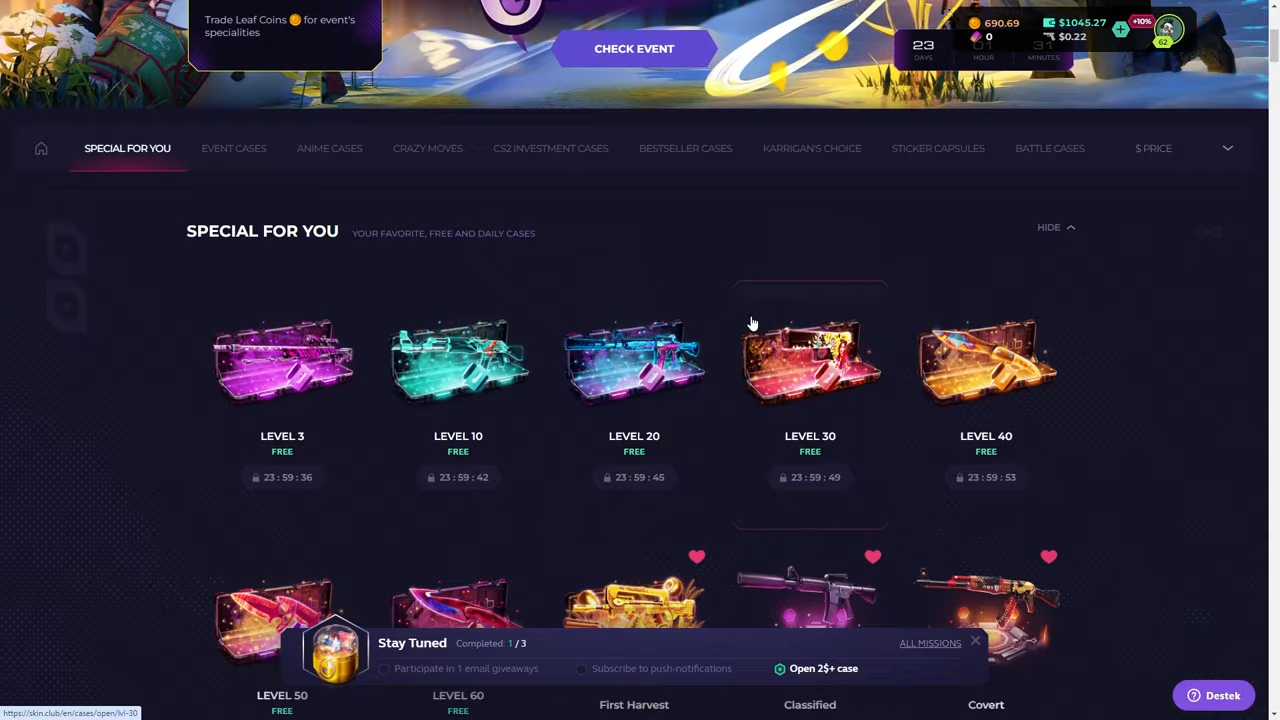 Trade Leaf Coins for event's
specialities
CHECK EVENT
690.69
$1045.27
+10%
0
$0.22
62
23
01
31
DAYS
HOUR
MINUTES
SPECIAL FOR YOU
EVENT CASES
ANIME CASES
CRAZY MOVES
CS2 INVESTMENT CASES
BESTSELLER CASES
KARRIGAN'S CHOICE
STICKER CAPSULES
BATTLE CASES
$ PRICE
SPECIAL FOR YOU
YOUR FAVORITE, FREE AND DAILY CASES
HIDE
LEVEL 3
FREE
23 : 59 : 36
LEVEL 10
FREE
23 : 59 : 42
LEVEL 20
FREE
23 : 59 : 45
LEVEL 30
FREE
23 : 59 : 49
LEVEL 40
FREE
23 : 59 : 53
Stay Tuned
Completed: 1 / 3
ALL MISSIONS
Participate in 1 email giveaways
Subscribe to push-notifications
Open 2$+ case
LEVEL 50
FREE
LEVEL 60
FREE
First Harvest
Classified
Covert
Destek
https://skin.club/en/cases/open/lvl-30